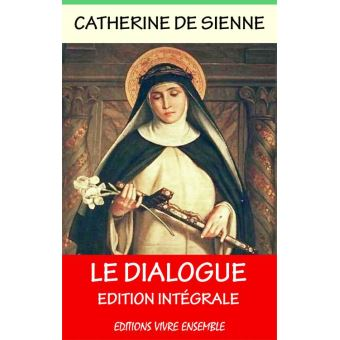 CATHERINE DE SIENNE
LE DIALOGUE
EDITION INTÉGRALE
EDITIONS VIVRE ENSEMBLE